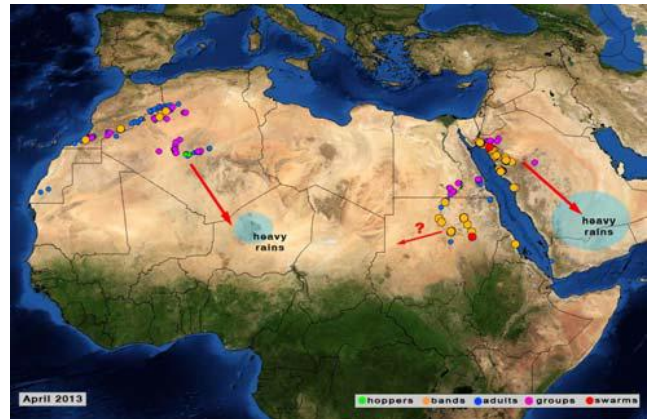 heavy
rains
heavy
rains
?
April 2013
hoppers bands adults groups swarms